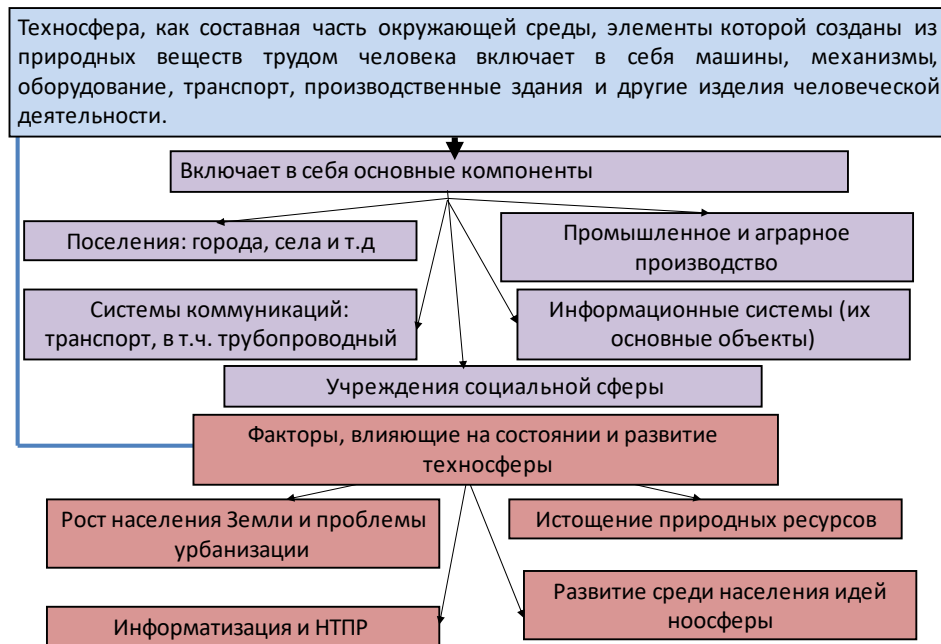 Техносфера, как составная часть окружающей среды, элементы которой созданы из
природных веществ трудом человека включает в себя машины, механизмы,
оборудование, транспорт, производственные здания и другие изделия человеческой
деятельности.
Включает в себя основные компоненты
Поселения: города, села и т.д
Промышленное и аграрное
производство
Системы коммуникаций:
транспорт, в т.ч. трубопроводный
Информационные системы (их
основные объекты)
Учреждения социальной сферы
Факторы, влияющие на состоянии и развитие
техносферы
Рост населения Земли и проблемы
урбанизации
Истощение природных ресурсов
Информатизация и НТПР
Развитие среди населения идей
ноосферы